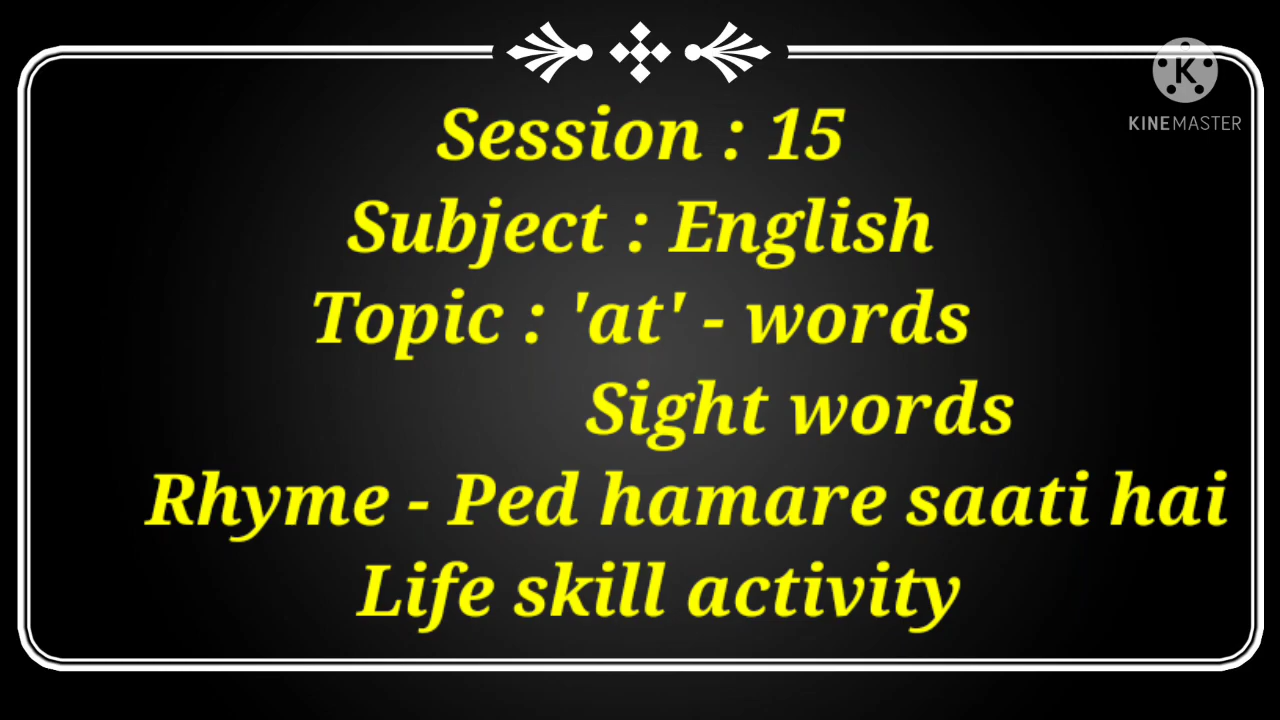 Session : 15
Subject : English
Topic : 'at' - words
Sight words
Rhyme - Ped hamare saati hai
Life skill activity
K
KINEMASTER